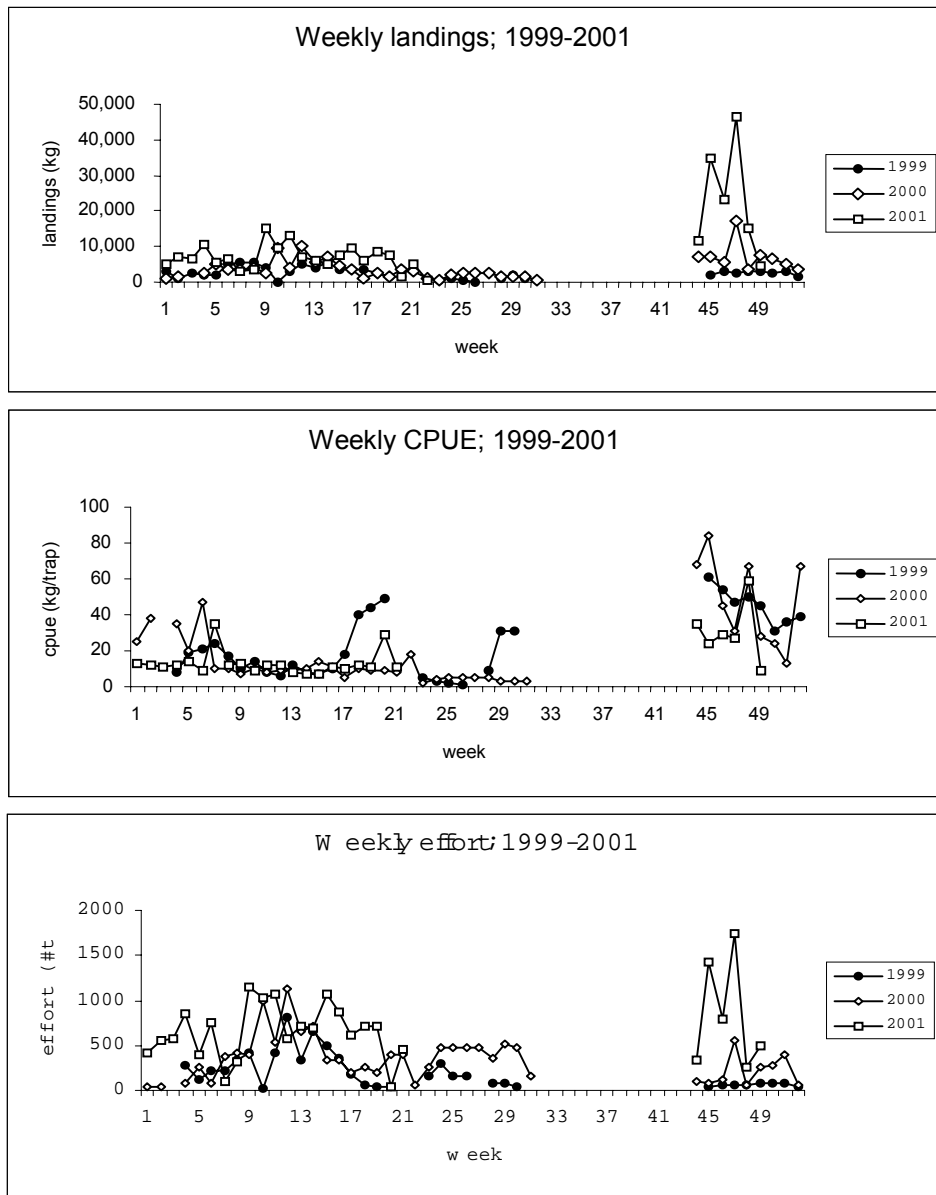 Weekly landings; 1999-2001
50,000
40,000
30,000
20,000
10,000
0
landings (kg)
1 5 9 13 17 21 25 29 33 37 41 45 49
week
1999
2000
2001
Weekly CPUE; 1999-2001
100
80
60
40
20
0
cpue (kg/trap)
1 5 9 13 17 21 25 29 33 37 41 45 49
week
1999
2000
2001
Weekly effort; 1999-2001
2000
1500
1000
500
0
effort (#t
1 5 9 13 17 21 25 29 33 37 41 45 49
week
1999
2000
2001